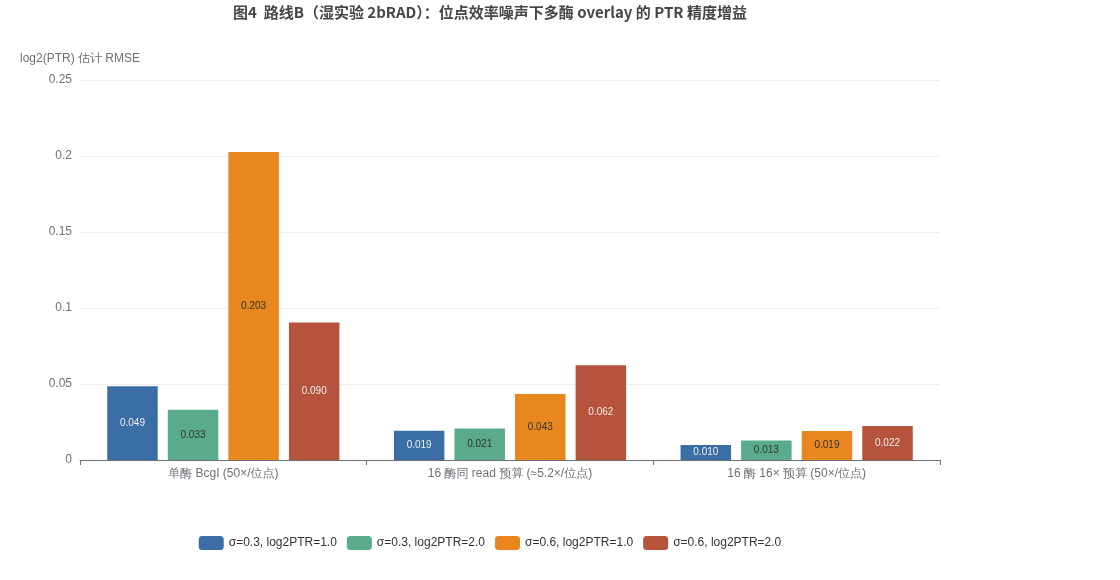 图4 路线B（湿实验 2bRAD）：位点效率噪声下多酶 overlay 的 PTR 精度增益
log2(PTR) 估计 RMSE
0.25
0.2
0.15
0.1
0.05
0
0.049
0.033
0.203
0.090
0.019
0.021
0.043
0.062
0.010
0.013
0.019
0.022
单酶 BcgI (50×/位点)
16 酶同 read 预算 (≈5.2×/位点)
16 酶 16× 预算 (50×/位点)
σ=0.3, log2PTR=1.0
σ=0.3, log2PTR=2.0
σ=0.6, log2PTR=1.0
σ=0.6, log2PTR=2.0